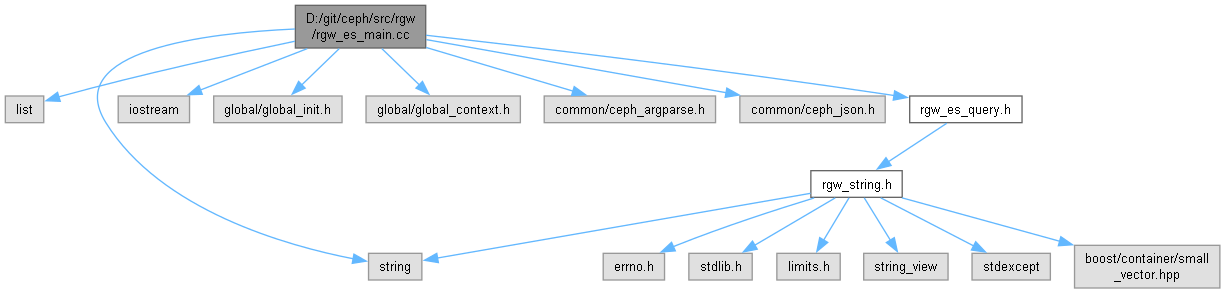 D:/git/ceph/src/rgw
/rgw_es_main.cc
list
iostream
global/global_init.h
global/global_context.h
common/ceph_argparse.h
common/ceph_json.h
rgw_es_query.h
rgw_string.h
string
errno.h
stdlib.h
limits.h
string_view
stdexcept
boost/container/small
_vector.hpp